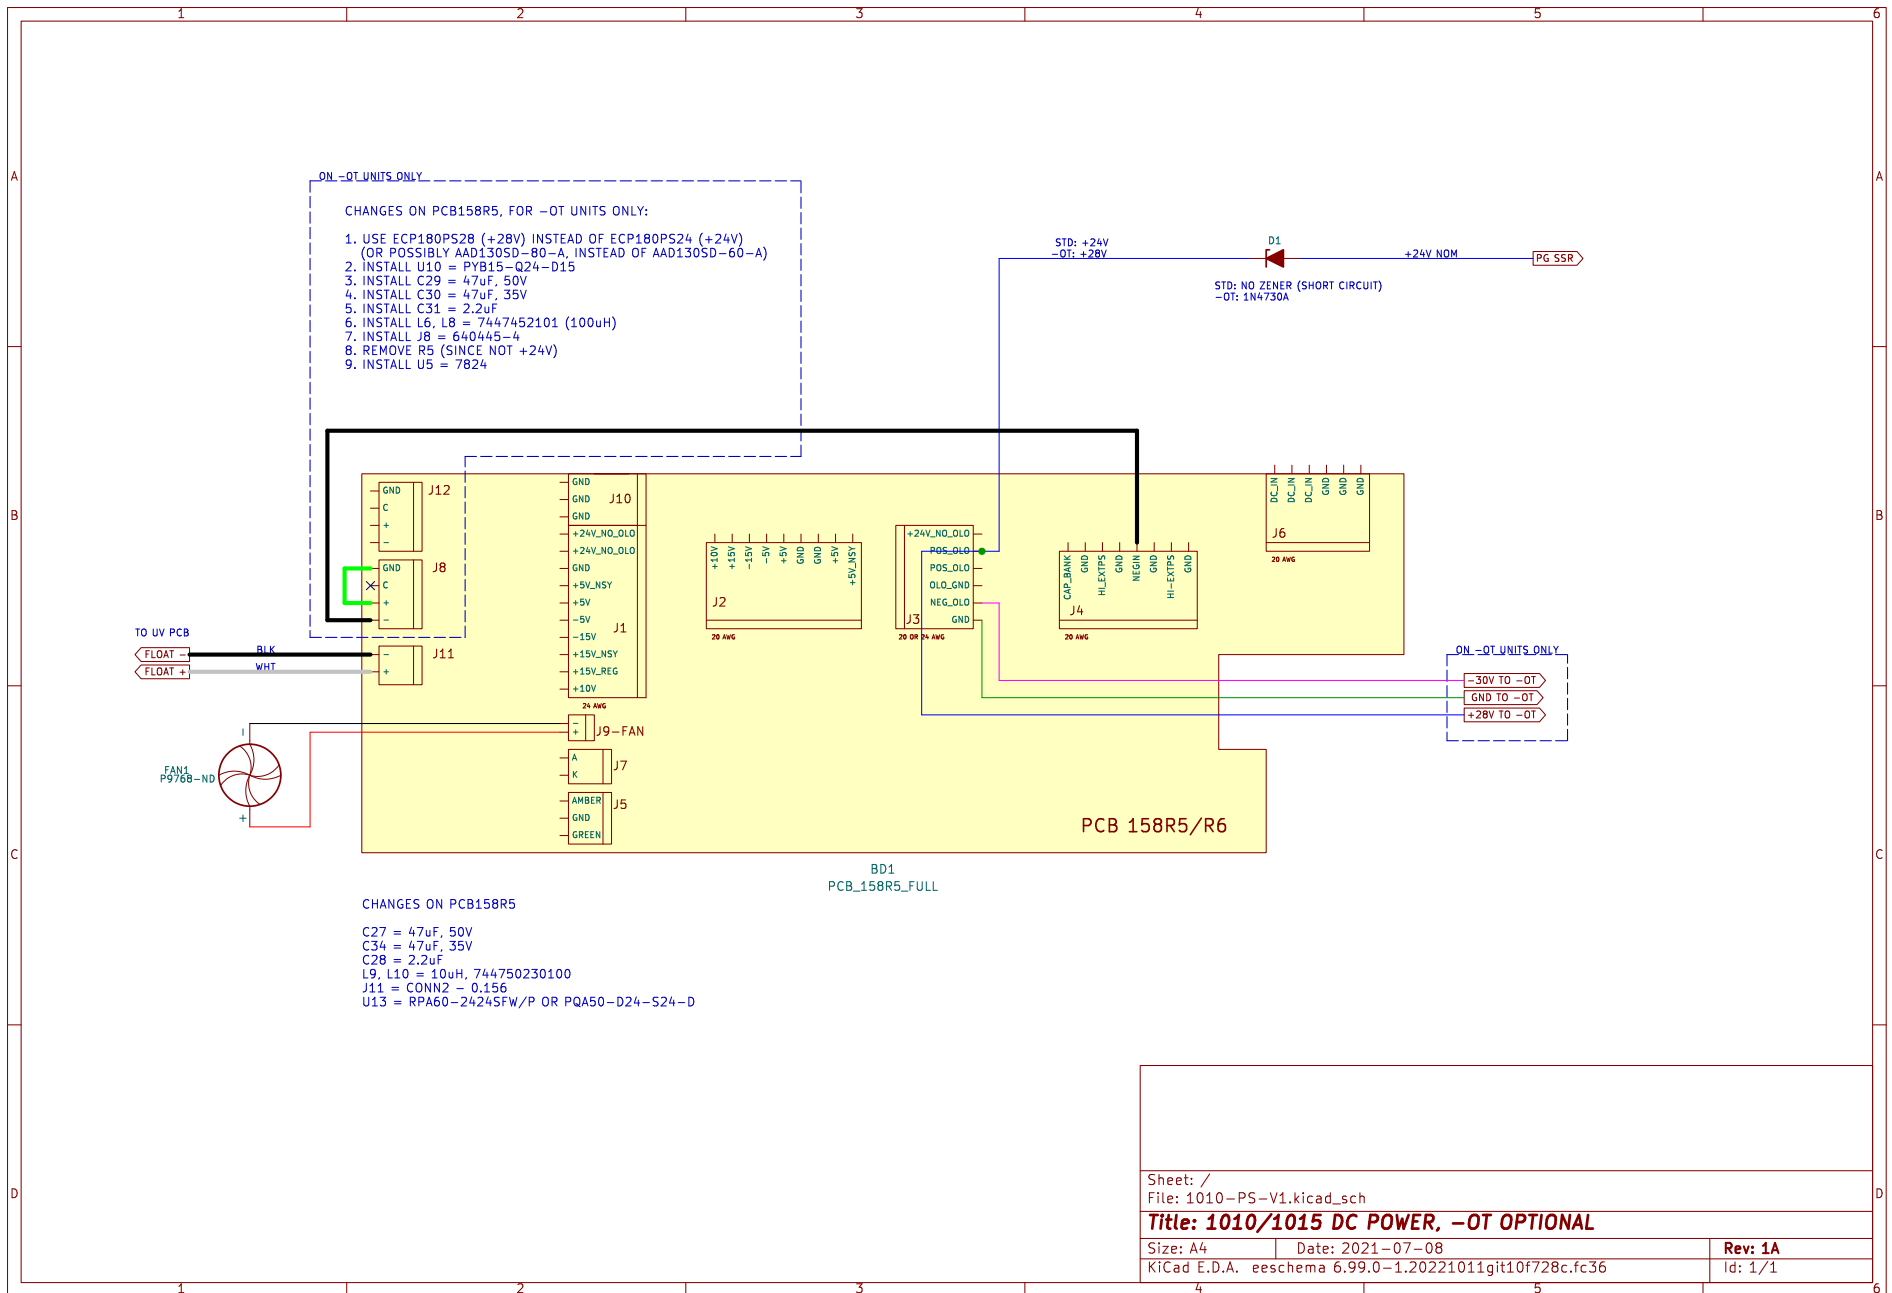 1 2 3 4 5 6
A A
ON -OT UNITS ONLY
CHANGES ON PCB158R5, FOR -OT UNITS ONLY:
1. USE ECP180PS28 (+28V) INSTEAD OF ECP180PS24 (+24V)
(OR POSSIBLY AAD130SD-80-A, INSTEAD OF AAD130SD-60-A)
2. INSTALL U10 = PYB15-Q24-D15
3. INSTALL C29 = 47uF, 50V
4. INSTALL C30 = 47uF, 35V
5. INSTALL C31 = 2.2uF
6. INSTALL L6, L8 = 7447452101 (100uH)
7. INSTALL J8 = 640445-4
8. REMOVE R5 (SINCE NOT +24V)
9. INSTALL U5 = 7824
STD: +24V
-OT: +28V
D1
STD: NO ZENER (SHORT CIRCUIT)
-OT: 1N4730A
+24V NOM
PG SSR
B B
J12
GND
C
+
-
J8
GND
C
+
-
J11
-
+
TO UV PCB
FLOAT -
BLK
FLOAT +
WHT
J10
GND
GND
GND
J1
+24V_NO_OLO
+24V_NO_OLO
GND
+5V_NSY
+5V
-5V
-15V
+15V_NSY
+15V_REG
+10V
24 AWG
J9-FAN
-
+
J7
A
K
J5
AMBER
GND
GREEN
J2
+10V
+15V
-15V
-5V
+5V
GND
GND
+5V
+5V_NSY
20 AWG
J3
+24V_NO_OLO
POS_OLO
POS_OLO
OLO_GND
NEG_OLO
GND
20 OR 24 AWG
J4
CAP_BANK
GND
HI_EXTPS
GND
NEGIN
GND
HI-EXTPS
GND
20 AWG
J6
DC_IN
DC_IN
DC_IN
GND
GND
GND
20 AWG
ON -OT UNITS ONLY
-30V TO -OT
GND TO -OT
+28V TO -OT
-
FAN1
P9768-ND
+
PCB 158R5/R6
C C
BD1
PCB_158R5_FULL
CHANGES ON PCB158R5
C27 = 47uF, 50V
C34 = 47uF, 35V
C28 = 2.2uF
L9, L10 = 10uH, 744750230100
J11 = CONN2 - 0.156
U13 = RPA60-2424SFW/P OR PQA50-D24-S24-D
D D
Sheet: /
File: 1010-PS-V1.kicad_sch
Title: 1010/1015 DC POWER, -OT OPTIONAL
Size: A4 Date: 2021-07-08 Rev: 1A
KiCad E.D.A. eeschema 6.99.0-1.20221011git10f728c.fc36 Id: 1/1
1 2 3 4 5 6